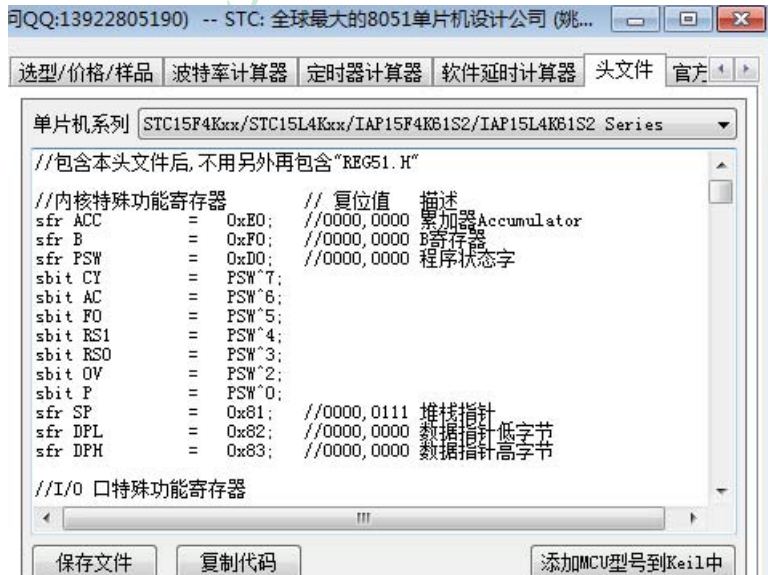 问QQ:13922805190)  -- STC: 全球最大的8051单片机设计公司 (姚...
选型/价格/样品 波特率计算器 定时器计算器 软件延时计算器 头文件 官方
单片机系列 STC15F4Kxx/STC15L4Kxx/IAP15F4K61S2/IAP15L4K61S2 Series
//包含本头文件后,不用另外再包含"REG51.H"
//内核特殊功能寄存器 // 复位值 描述
sfr ACC = 0xE0; //0000,0000 累加器Accumulator
sfr B = 0xF0; //0000,0000 B寄存器
sfr PSW = 0xD0; //0000,0000 程序状态字
sbit CY = PSW^7;
sbit AC = PSW^6;
sbit F0 = PSW^5;
sbit RS1 = PSW^4;
sbit RS0 = PSW^3;
sbit OV = PSW^2;
sbit P = PSW^0;
sfr SP = 0x81; //0000,0111 堆栈指针
sfr DPL = 0x82; //0000,0000 数据指针低字节
sfr DPH = 0x83; //0000,0000 数据指针高字节
//I/O 口特殊功能寄存器
保存文件 复制代码 添加MCU型号到Keil中